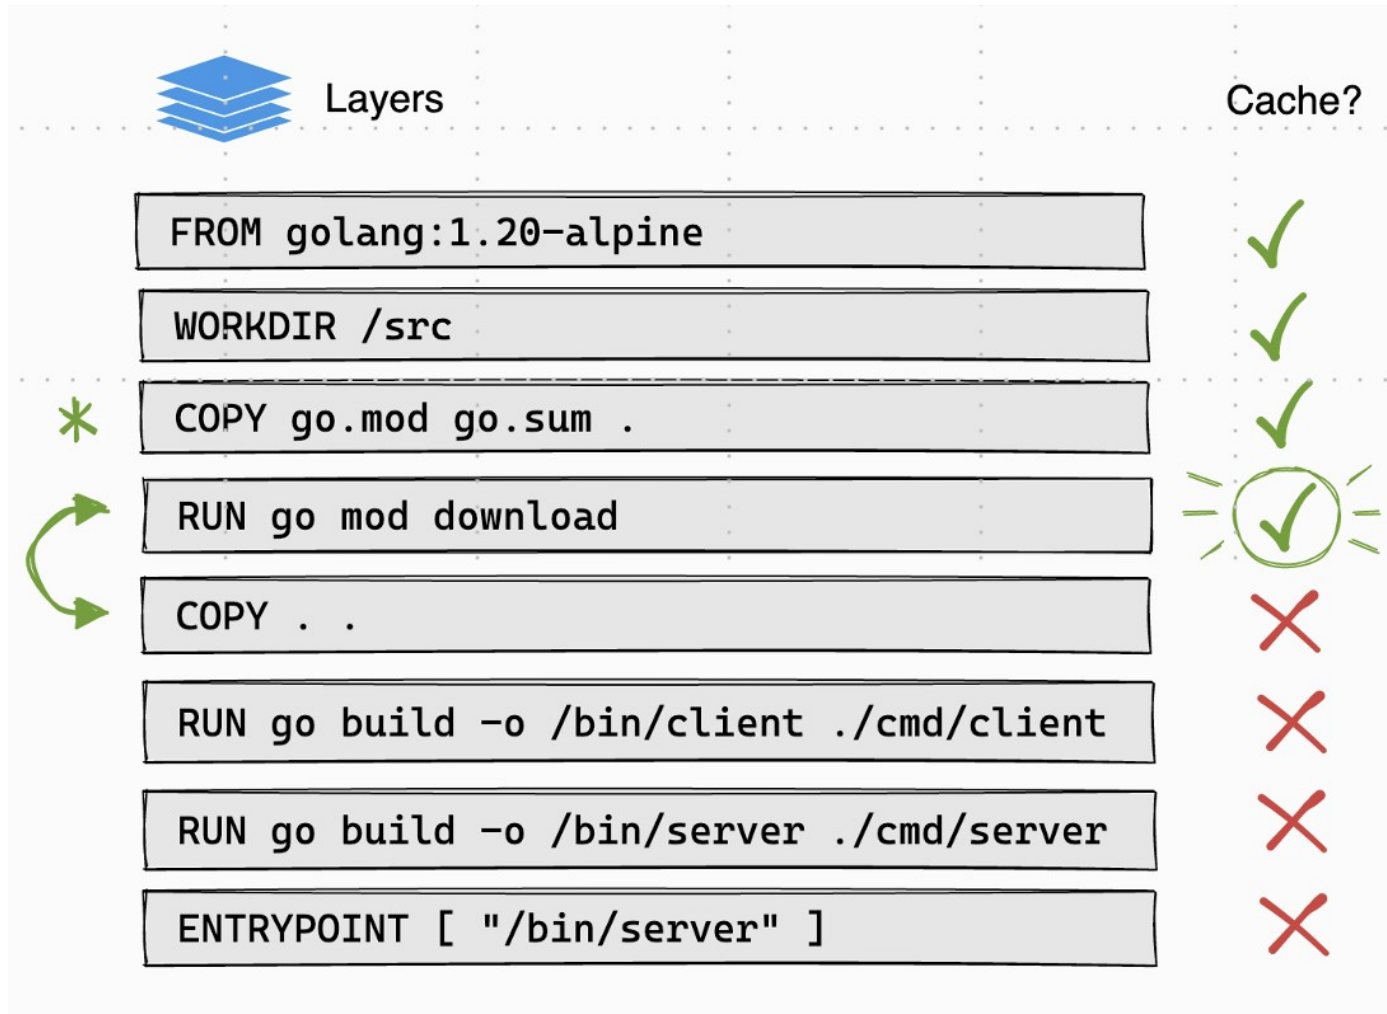 Layers
Cache?
FROM golang:1.20-alpine
WORKDIR /src
COPY go.mod go.sum .
RUN go mod download
COPY . .
RUN go build -o /bin/client ./cmd/client
RUN go build -o /bin/server ./cmd/server
ENTRYPOINT [ "/bin/server" ]